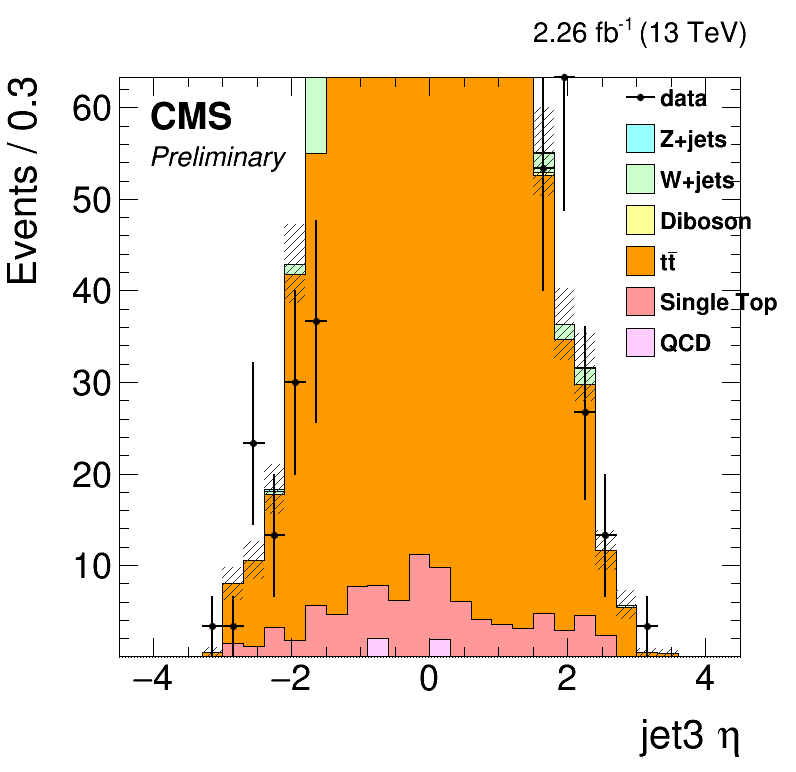 2.26 fb-1 (13 TeV)
Events / 0.3
60
50
40
30
20
10
CMS
Preliminary
data
Z+jets
W+jets
Diboson
tt̄
Single Top
QCD
−4 −2 0 2 4
jet3 η